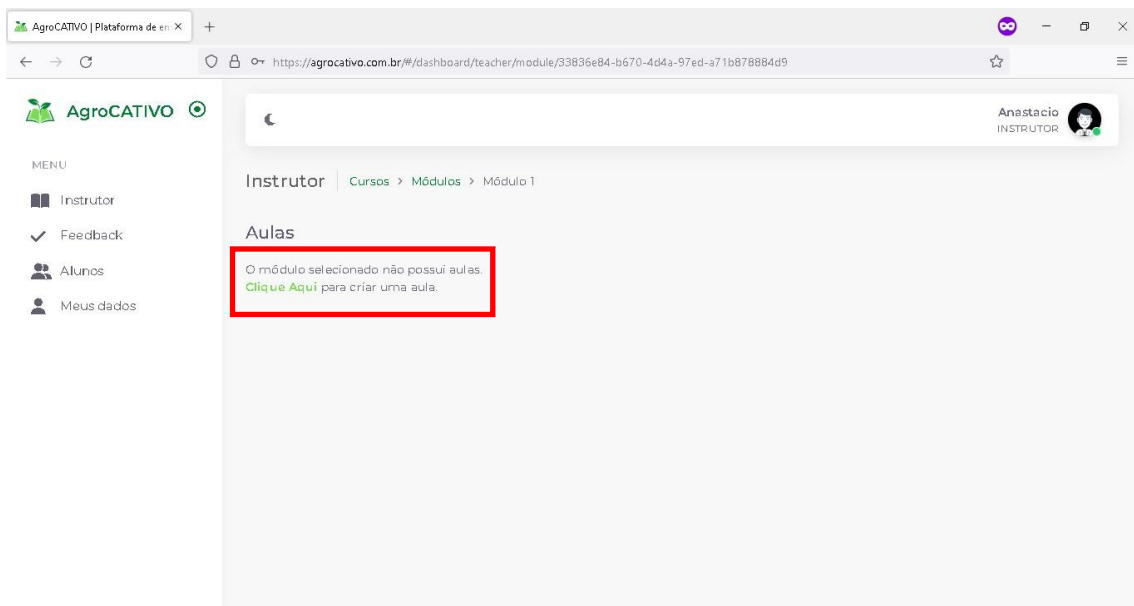 AgroCATIVO | Plataforma de en
https://agrocativo.com.br/#/dashboard/teacher/module/33836e84-b670-4d4a-97ed-a71b878884d9
AgroCATIVO
Anastacio
INSTRUTOR
MENU
Instrutor
Feedback
Alunos
Meus dados
Instrutor Cursos > Módulos > Módulo 1
Aulas
O módulo selecionado não possui aulas.
Clique Aqui para criar uma aula.